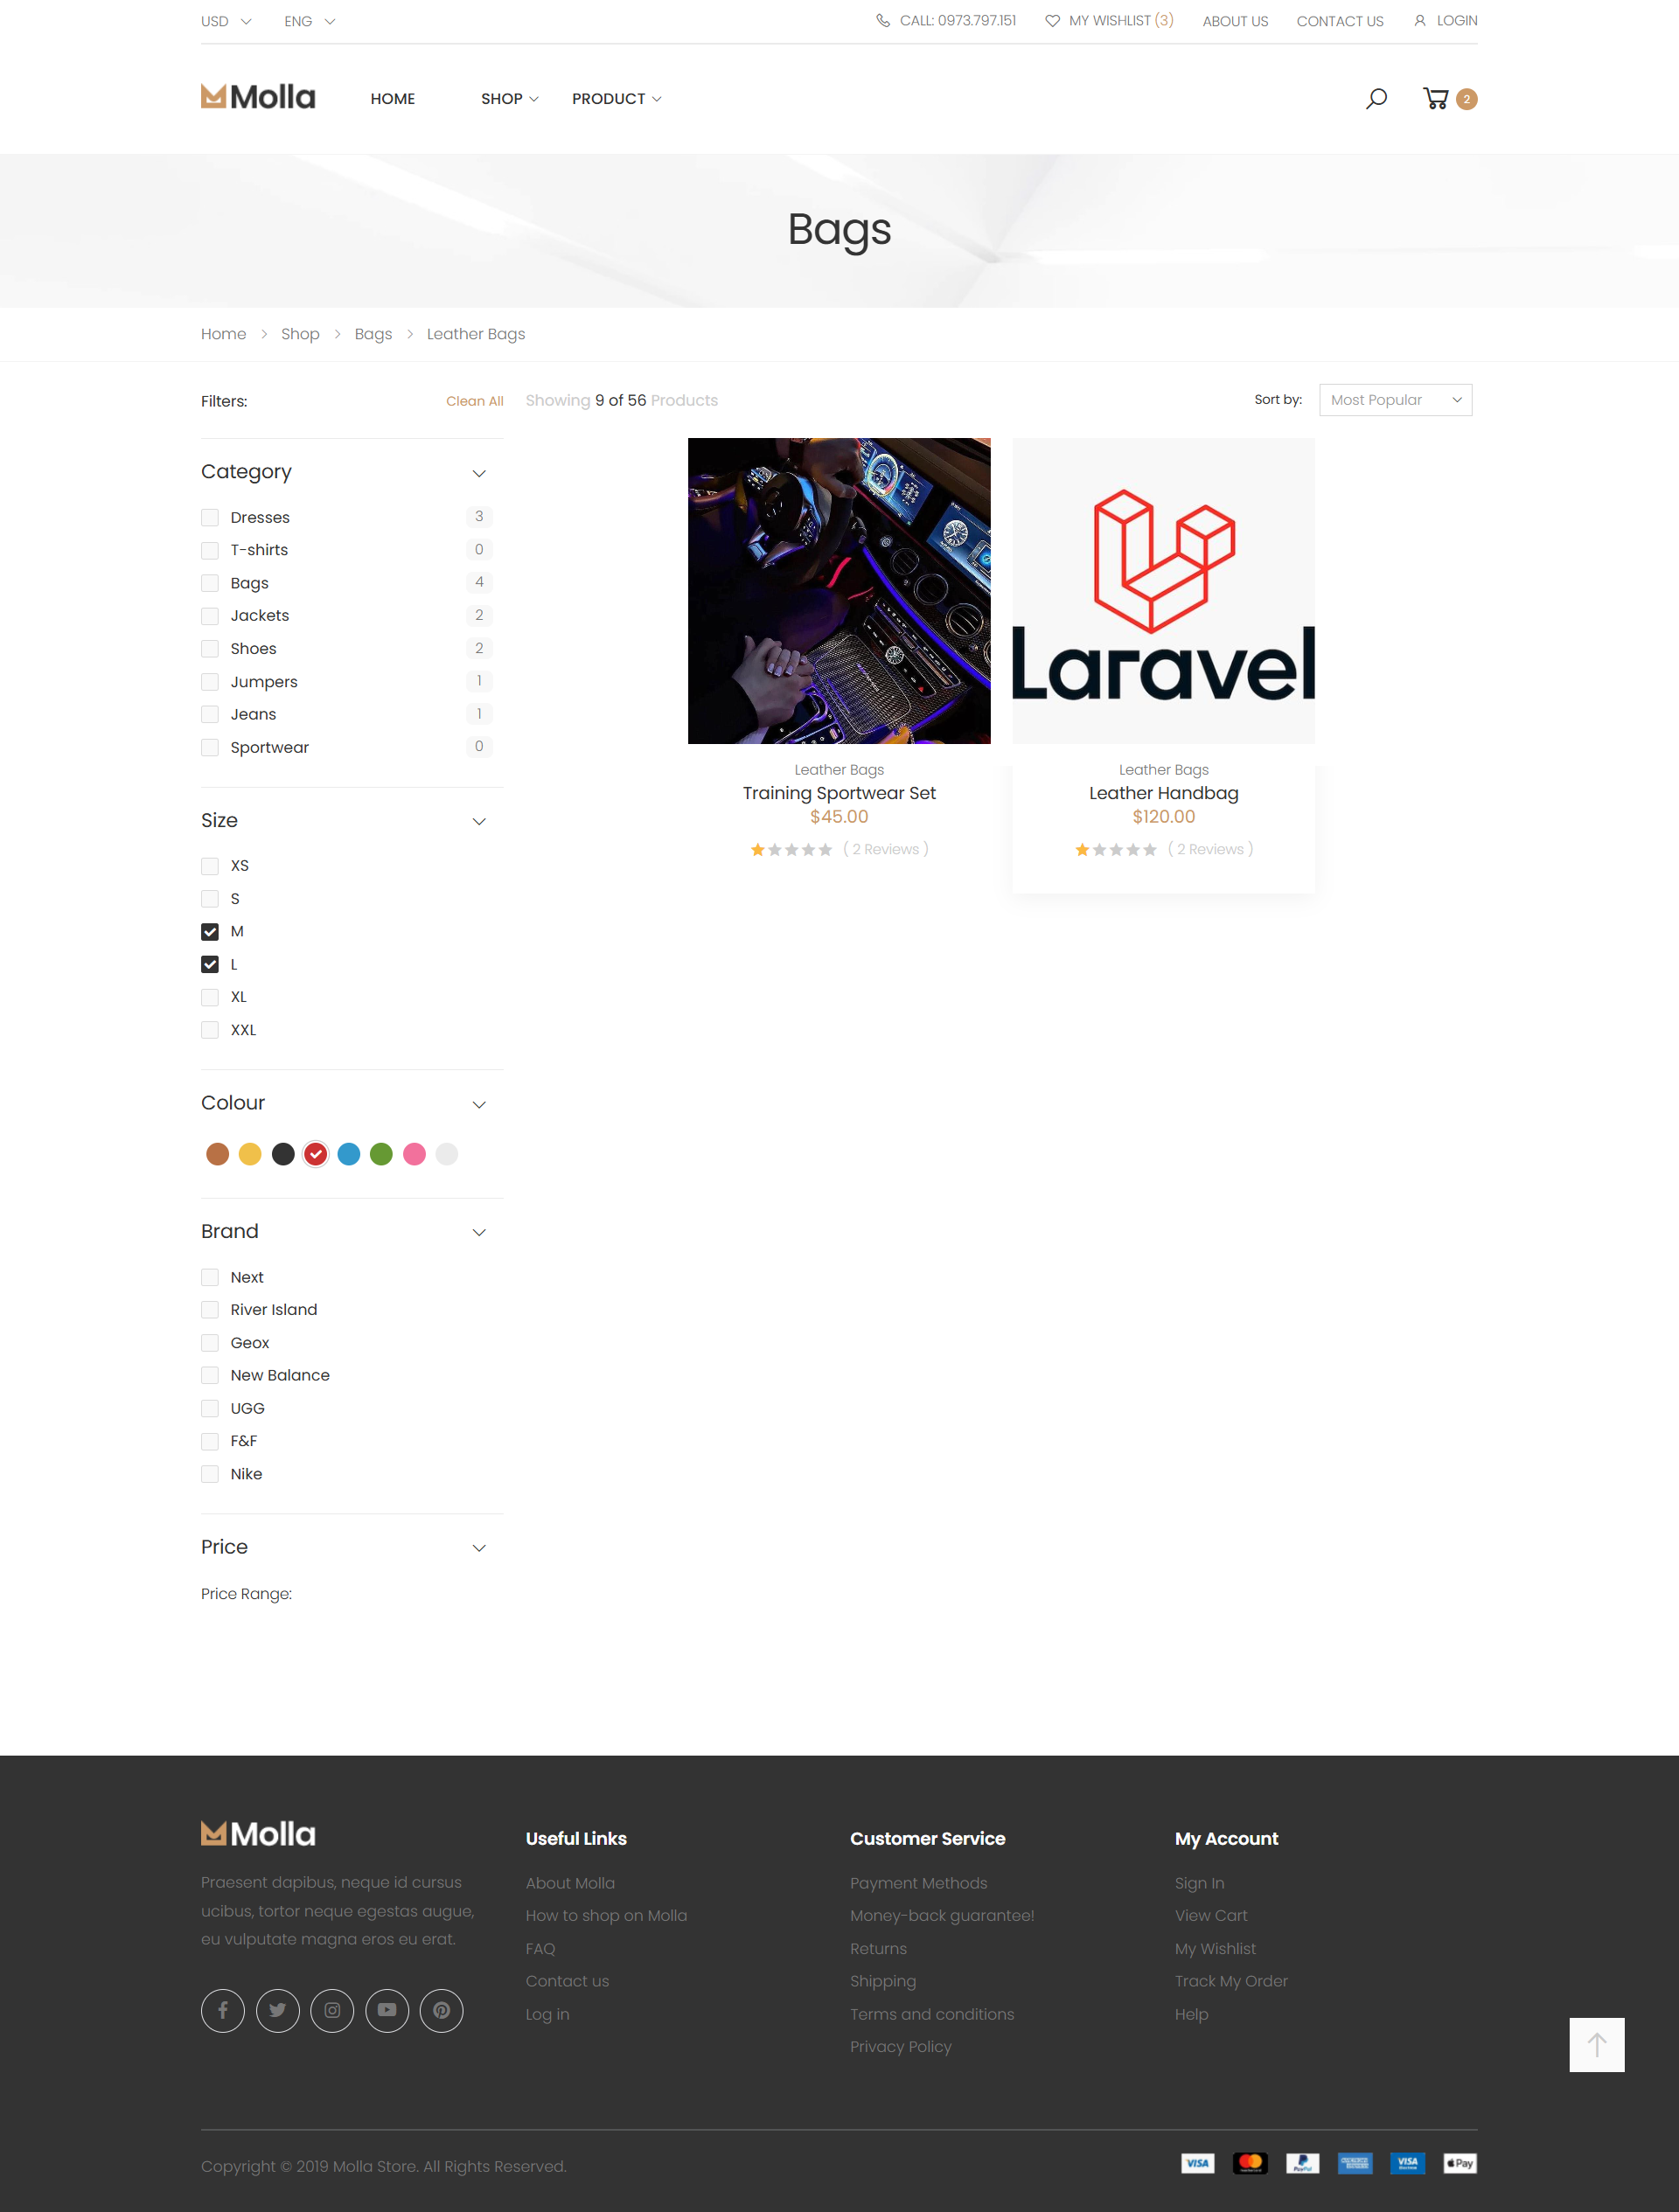 USD ENG CALL: 0973.797.151 MY WISHLIST (3) ABOUT US CONTACT US LOGIN
Molla HOME SHOP PRODUCT 2
Bags
Home Shop Bags Leather Bags
Filters: Clean All
Showing 9 of 56 Products Sort by: Most Popular
Category
Dresses 3
T-shirts 0
Bags 4
Jackets 2
Shoes 2
Jumpers 1
Jeans 1
Sportwear 0
Laravel
Leather Bags
Training Sportwear Set
$45.00
( 2 Reviews )
Leather Bags
Leather Handbag
$120.00
( 2 Reviews )
Size
XS
S
M
L
XL
XXL
Colour
Brand
Next
River Island
Geox
New Balance
UGG
F&F
Nike
Price
Price Range:
Molla
Praesent dapibus, neque id cursus
ucibus, tortor neque egestas augue,
eu vulputate magna eros eu erat.
Useful Links
About Molla
How to shop on Molla
FAQ
Contact us
Log in
Customer Service
Payment Methods
Money-back guarantee!
Returns
Shipping
Terms and conditions
Privacy Policy
My Account
Sign In
View Cart
My Wishlist
Track My Order
Help
Copyright © 2019 Molla Store. All Rights Reserved.
VISA PayPal VISA Pay